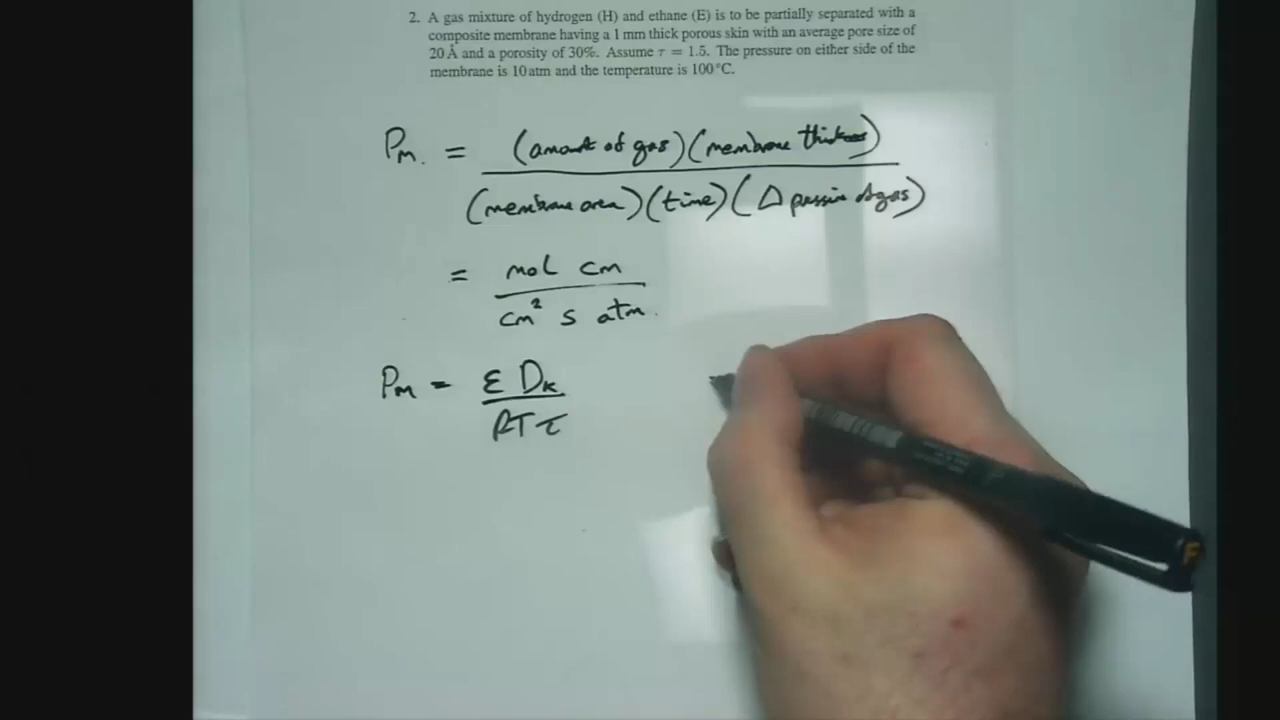 2. A gas mixture of hydrogen (H) and ethane (E) is to be partially separated with a
composite membrane having a 1 mm thick porous skin with an average pore size of
20 Å and a porosity of 30%. Assume τ = 1.5. The pressure on either side of the
membrane is 10 atm and the temperature is 100 °C.
Pm. = (amount of gas)(membrane thickness)
(membrane area)(time)(Δ pressure of gas)
= mol cm
cm² s atm.
Pm = ε Dk
RT τ
F